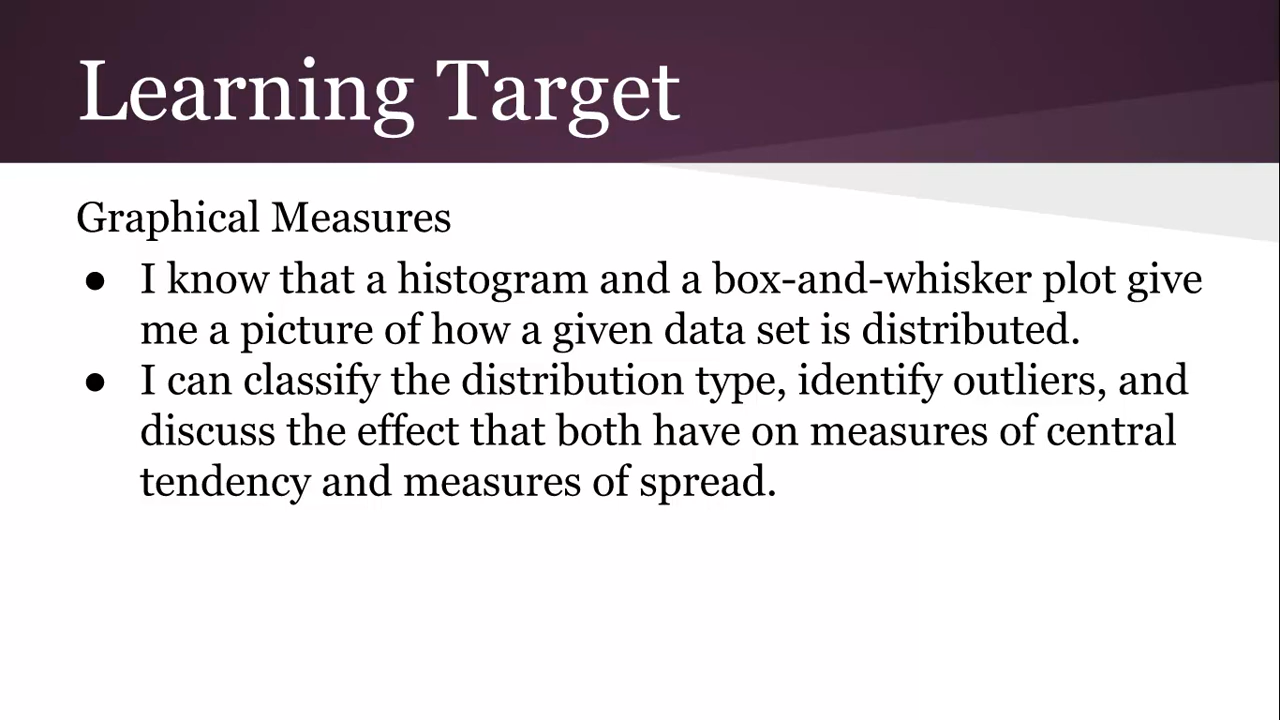 Learning Target
Graphical Measures
● I know that a histogram and a box-and-whisker plot give
me a picture of how a given data set is distributed.
● I can classify the distribution type, identify outliers, and
discuss the effect that both have on measures of central
tendency and measures of spread.